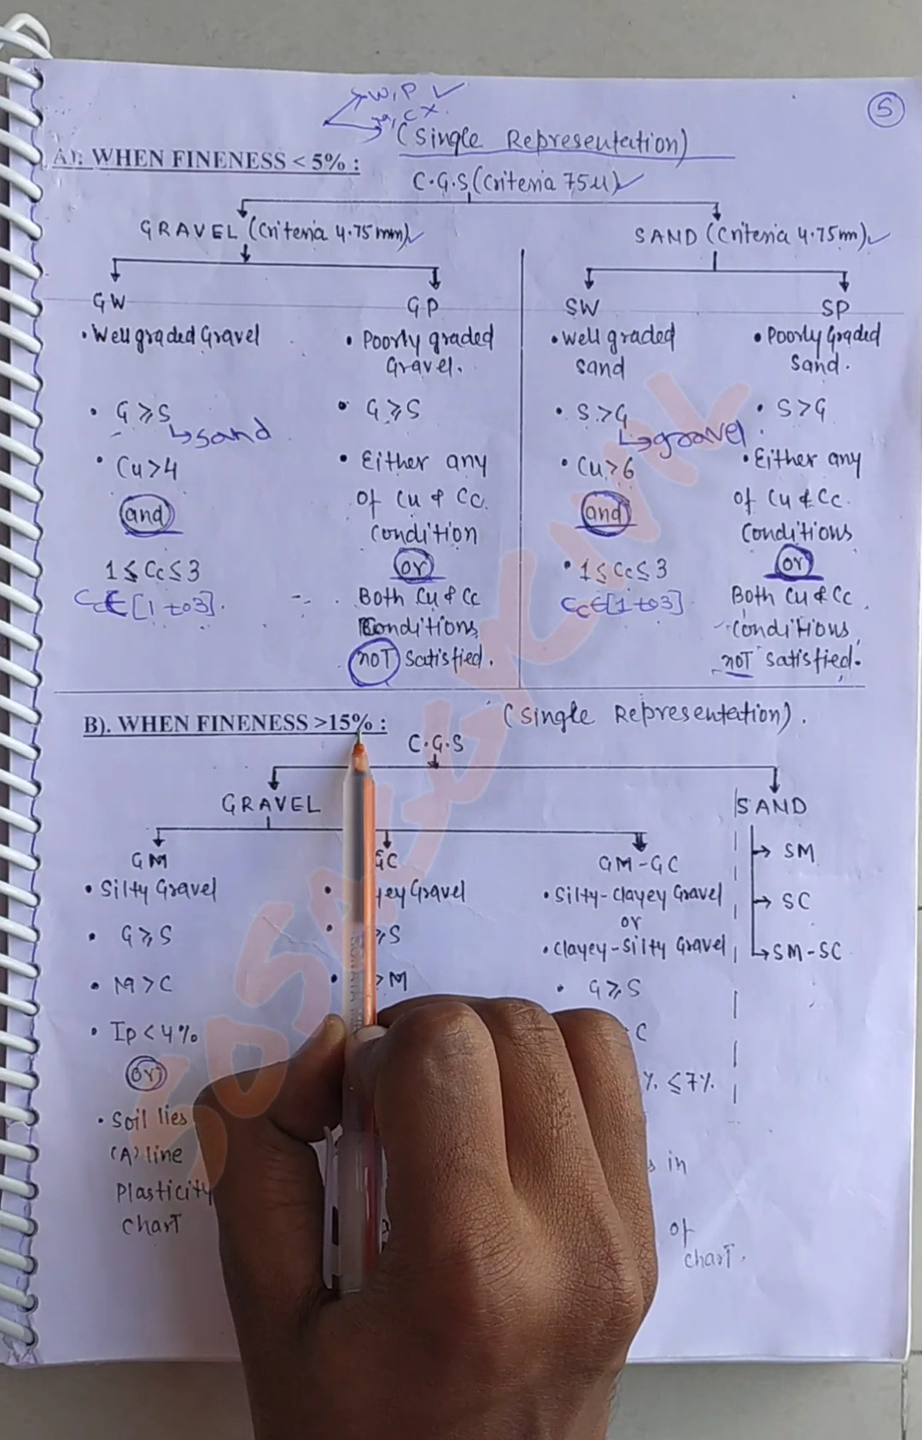 5
W, P ✓
M, C ×
(Single Representation)
A). WHEN FINENESS < 5% :
C.G.S (Criteria 75µ) ✓
GRAVEL (Criteria 4.75mm) ✓
SAND (Criteria 4.75mm) ✓
GW
• Well graded Gravel
• G ≥ S
↳ sand
• Cu > 4
and
1 ≤ Cc ≤ 3
Cc ∈ [1 to 3].
GP
• Poorly graded
Gravel.
• G ≥ S
• Either any
of Cu & Cc
Condition
or
Both Cu & Cc
Conditions
noT Satisfied.
SW
• Well graded
sand
• S > G
↳ gravel
• Cu > 6
and
• 1 ≤ Cc ≤ 3
Cc ∈ [1 to 3]
SP
• Poorly Graded
Sand.
• S > G
• Either any
of Cu & Cc
Conditions
or
Both Cu & Cc
Conditions
noT Satisfied.
B). WHEN FINENESS >15% :
(Single Representation).
C.G.S
GRAVEL
SAND
GM
• Silty Gravel
• G ≥ S
• M > C
• Ip < 4%
or
• Soil lies
(A) line
Plasticity
charT
GC
yey Gravel
≥ S
> M
GM-GC
• Silty-Clayey Gravel
or
• Clayey-Silty Gravel
• G ≥ S
C
% ≤ 7%
in
of
charT.
→ SM
→ SC
→ SM-SC